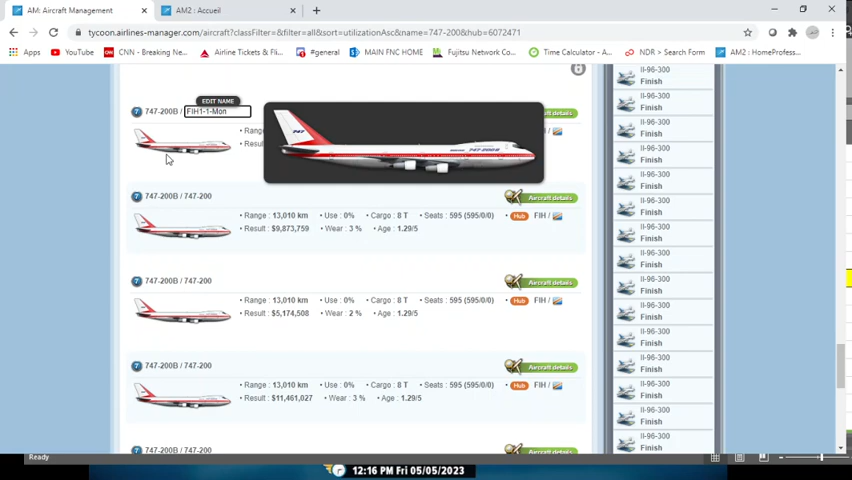 AM: Aircraft Management
AM2 : Accueil
tycoon.airlines-manager.com/aircraft?classFilter=&filter=all&sort=utilizationAsc&name=747-200&hub=6072471
Apps YouTube CNN - Breaking Ne... Airline Tickets & Fli... #general MAIN FNC HOME Fujitsu Network Co... Time Calculator - A... NDR > Search Form AM2 : HomeProfess...
EDIT NAME
7 747-200B / FIH1-1-Mon
Aircraft details
• Range
• Result
7 747-200B / 747-200
Aircraft details
• Range : 13,010 km • Use : 0% • Cargo : 8 T • Seats : 595 (595/0/0) • Hub FIH /
• Result : $9,873,759 • Wear : 3 % • Age : 1.29/5
7 747-200B / 747-200
Aircraft details
• Range : 13,010 km • Use : 0% • Cargo : 8 T • Seats : 595 (595/0/0) • Hub FIH /
• Result : $5,174,508 • Wear : 2 % • Age : 1.29/5
7 747-200B / 747-200
Aircraft details
• Range : 13,010 km • Use : 0% • Cargo : 8 T • Seats : 595 (595/0/0) • Hub FIH /
• Result : $11,461,027 • Wear : 3 % • Age : 1.29/5
7 747-200B / 747-200
Aircraft details
Il-96-300
Finish
Il-96-300
Finish
Il-96-300
Finish
Il-96-300
Finish
Il-96-300
Finish
Il-96-300
Finish
Il-96-300
Finish
Il-96-300
Finish
Il-96-300
Finish
Il-96-300
Finish
Il-96-300
Finish
Il-96-300
Finish
Il-96-300
Finish
Il-96-300
Finish
Il-96-300
Finish
Ready
12:16 PM Fri 05/05/2023